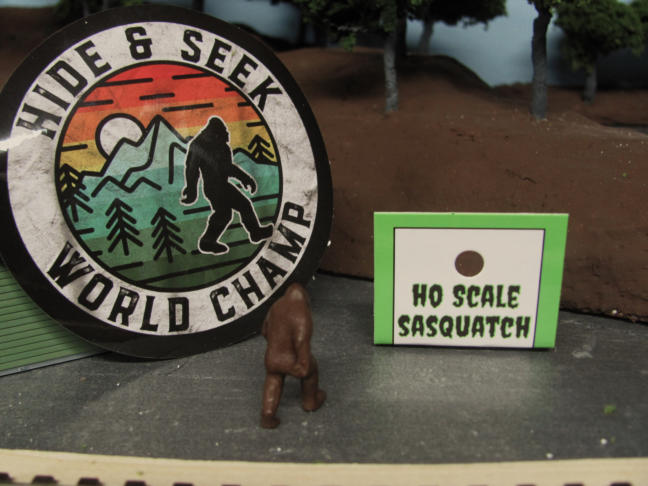 HIDE & SEEK
WORLD CHAMP
HO SCALE
SASQUATCH